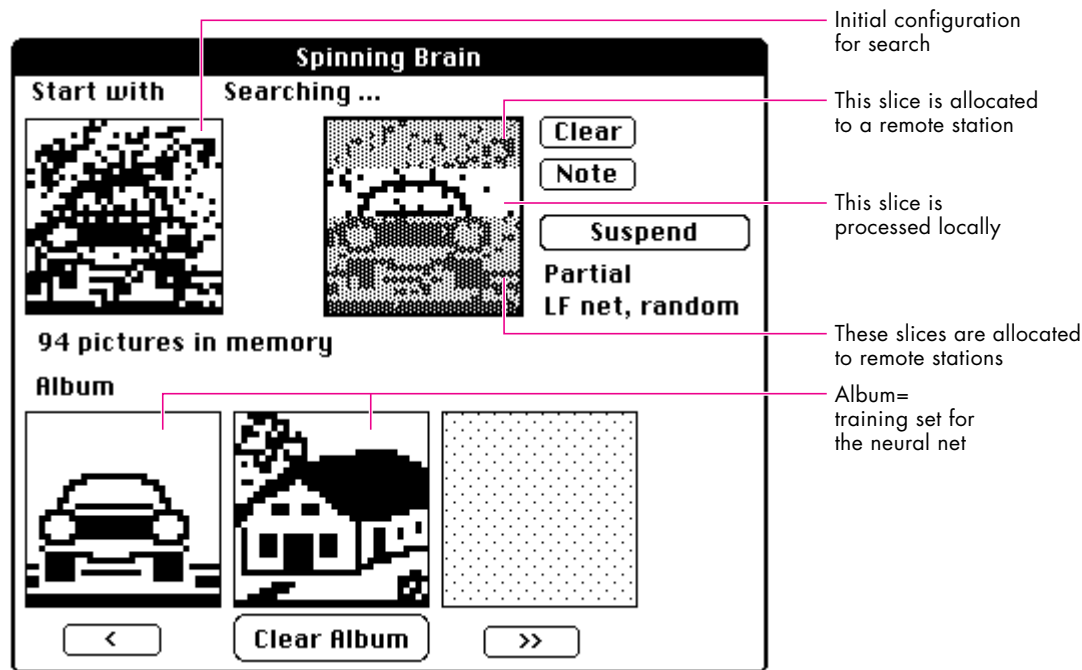 Initial configuration
for search
Spinning Brain
Start with
Searching ...
This slice is allocated
to a remote station
Clear
Note
This slice is
processed locally
Suspend
Partial
LF net, random
94 pictures in memory
These slices are allocated
to remote stations
Album
Album=
training set for
the neural net
<
Clear Album
>>